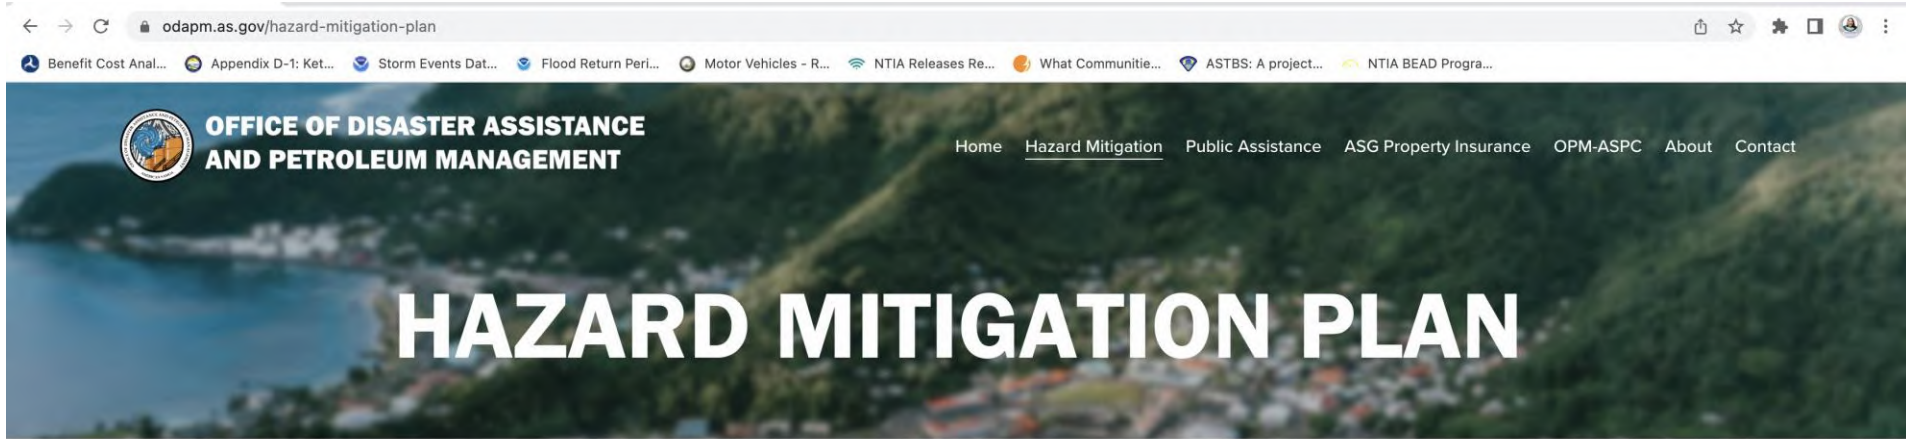 odapm.as.gov/hazard-mitigation-plan
Benefit Cost Anal... Appendix D-1: Ket... Storm Events Dat... Flood Return Peri... Motor Vehicles - R... NTIA Releases Re... What Communitie... ASTBS: A project... NTIA BEAD Progra...
OFFICE OF DISASTER ASSISTANCE
AND PETROLEUM MANAGEMENT
Home Hazard Mitigation Public Assistance ASG Property Insurance OPM-ASPC About Contact
HAZARD MITIGATION PLAN